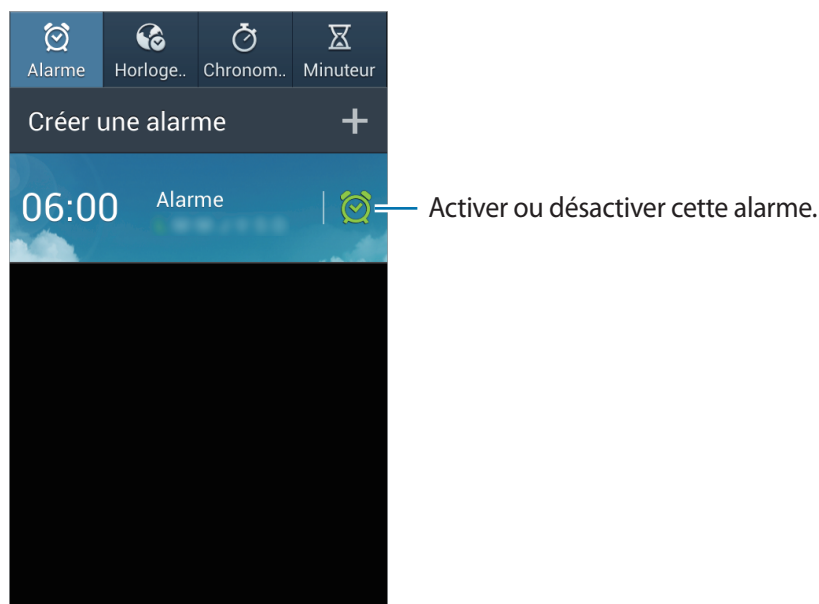 Alarme
Horloge..
Chronom..
Minuteur
Créer une alarme
06:00
Alarme
Activer ou désactiver cette alarme.